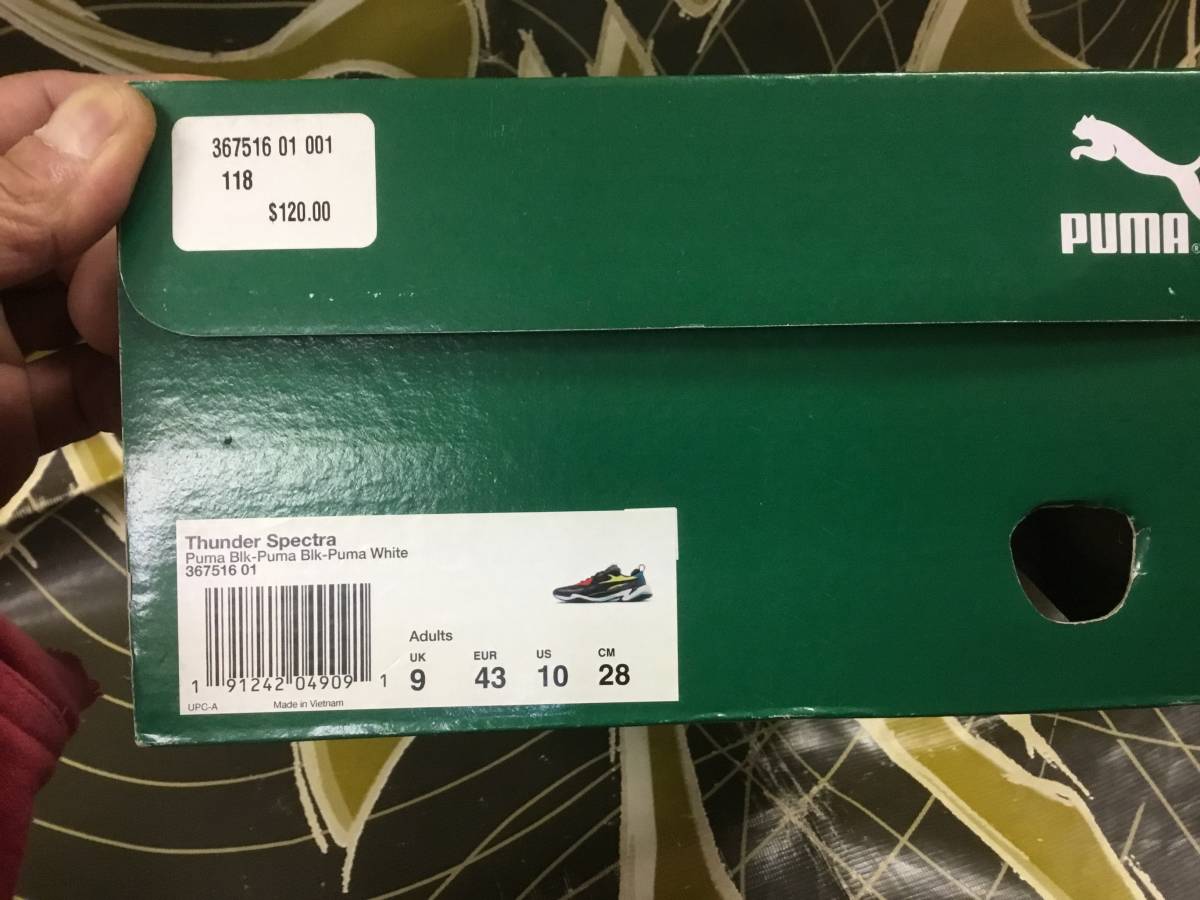 367516 01 001
118
$120.00
PUMA®
Thunder Spectra
Puma Blk-Puma Blk-Puma White
367516 01
1 91242 04909 1
UPC-A
Made in Vietnam
Adults
UK EUR US CM
9 43 10 28